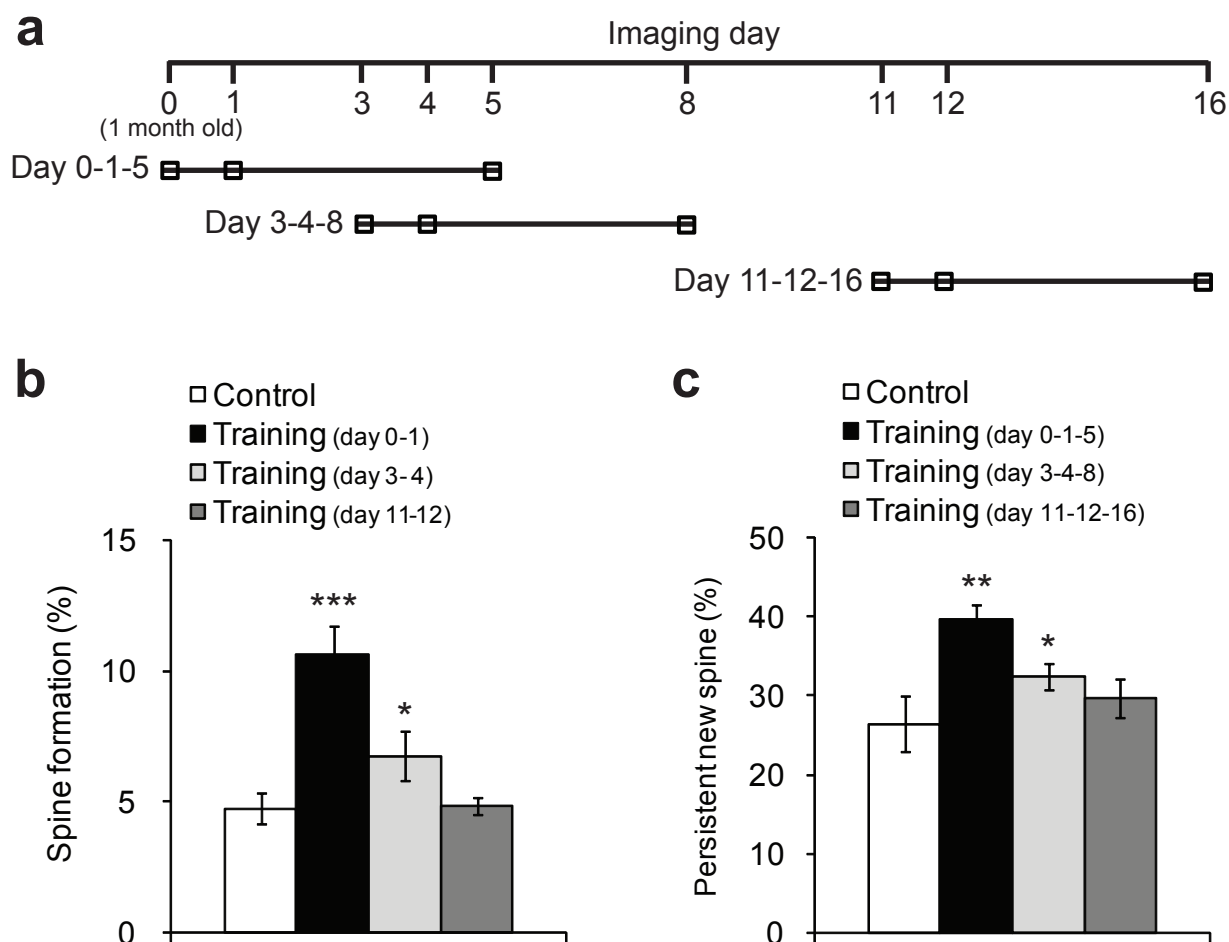 a
Imaging day
0 1 3 4 5 8 11 12 16
(1 month old)
Day 0-1-5
Day 3-4-8
Day 11-12-16
b
Control
Training (day 0-1)
Training (day 3-4)
Training (day 11-12)
Spine formation (%)
15
10
5
0
***
*
c
Control
Training (day 0-1-5)
Training (day 3-4-8)
Training (day 11-12-16)
Persistent new spine (%)
50
40
30
20
10
0
**
*